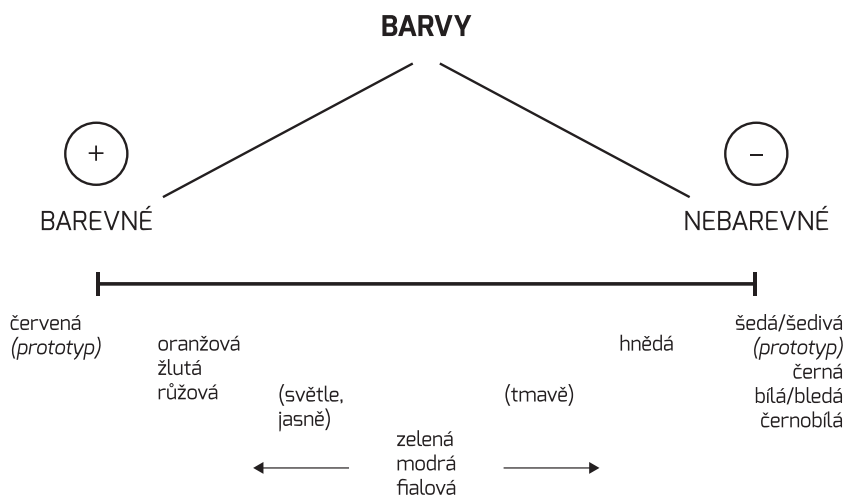 BARVY
+
–
BAREVNÉ
NEBAREVNÉ
červená
(prototyp)
oranžová
žlutá
růžová
(světle,
jasně)
zelená
modrá
fialová
(tmavě)
hnědá
šedá/šedivá
(prototyp)
černá
bílá/bledá
černobílá